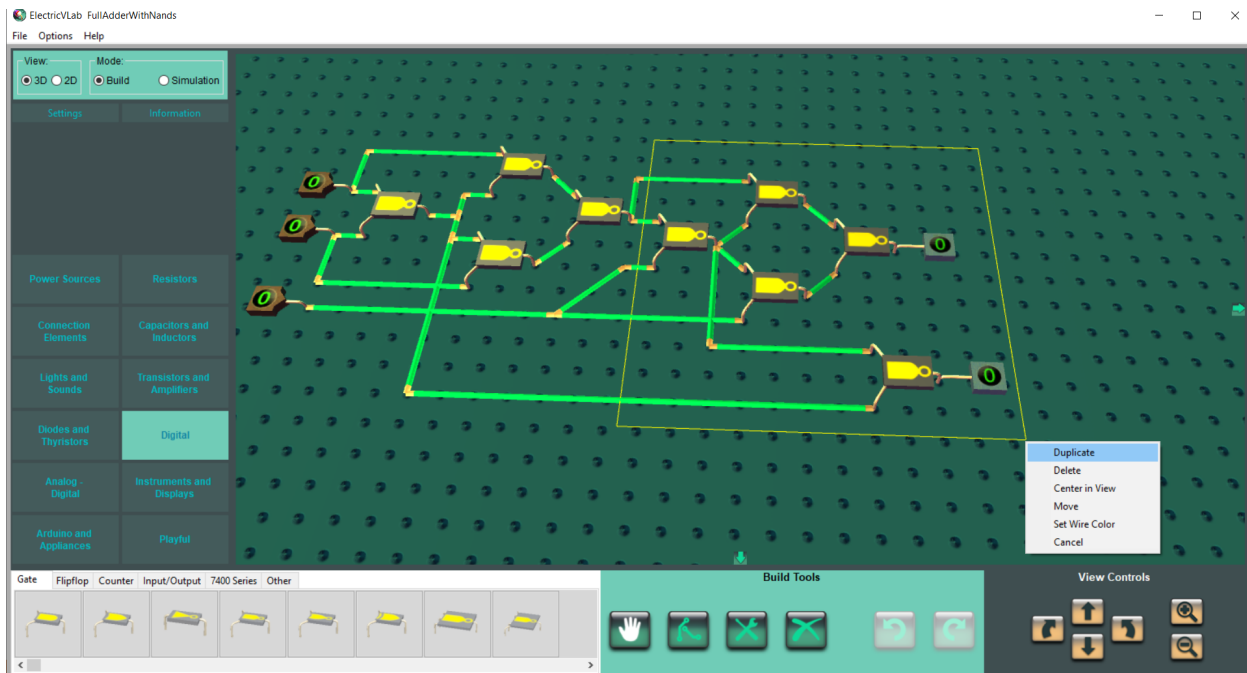 ElectricVLab FullAdderWithNands
File Options Help
View:
3D 2D
Mode:
Build Simulation
Settings Information
Power Sources
Resistors
Connection
Elements
Capacitors and
Inductors
Lights and
Sounds
Transistors and
Amplifiers
Diodes and
Thyristors
Digital
Analog -
Digital
Instruments and
Displays
Arduino and
Appliances
Playful
0
0
0
0
0
Duplicate
Delete
Center in View
Move
Set Wire Color
Cancel
Gate Flipflop Counter Input/Output 7400 Series Other
Build Tools
View Controls